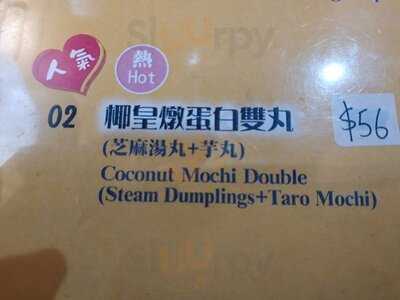 人氣
熱
Hot
02 椰皇燉蛋白雙丸
$56
(芝麻湯丸+芋丸)
Coconut Mochi Double
(Steam Dumplings+Taro Mochi)